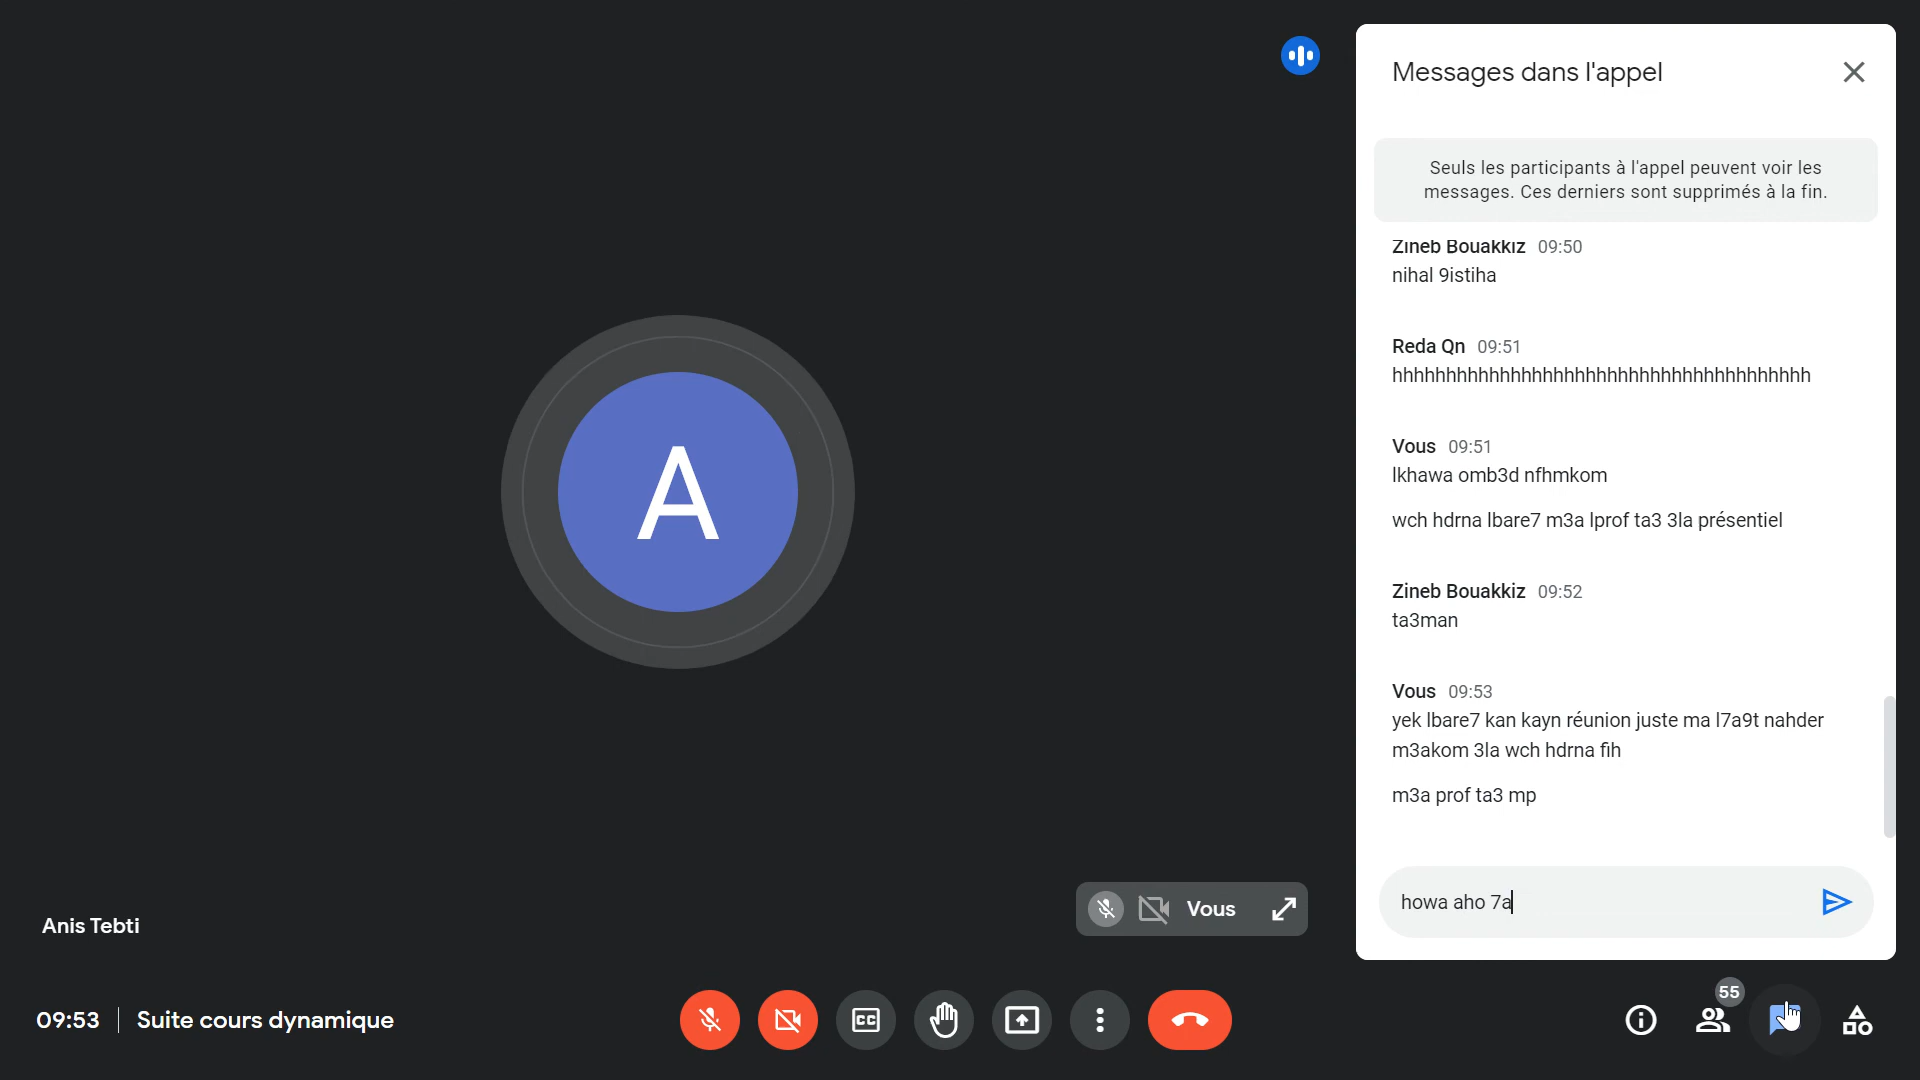 Messages dans l'appel
Seuls les participants à l'appel peuvent voir les
messages. Ces derniers sont supprimés à la fin.
Zineb Bouakkiz 09:50
nihal 9istiha
Reda Qn 09:51
hhhhhhhhhhhhhhhhhhhhhhhhhhhhhhhhhhhhhhh
Vous 09:51
lkhawa omb3d nfhmkom
wch hdrna lbare7 m3a lprof ta3 3la présentiel
Zineb Bouakkiz 09:52
ta3man
Vous 09:53
yek lbare7 kan kayn réunion juste ma l7a9t nahder
m3akom 3la wch hdrna fih
m3a prof ta3 mp
howa aho 7a
A
Vous
Anis Tebti
09:53 Suite cours dynamique
CC
55